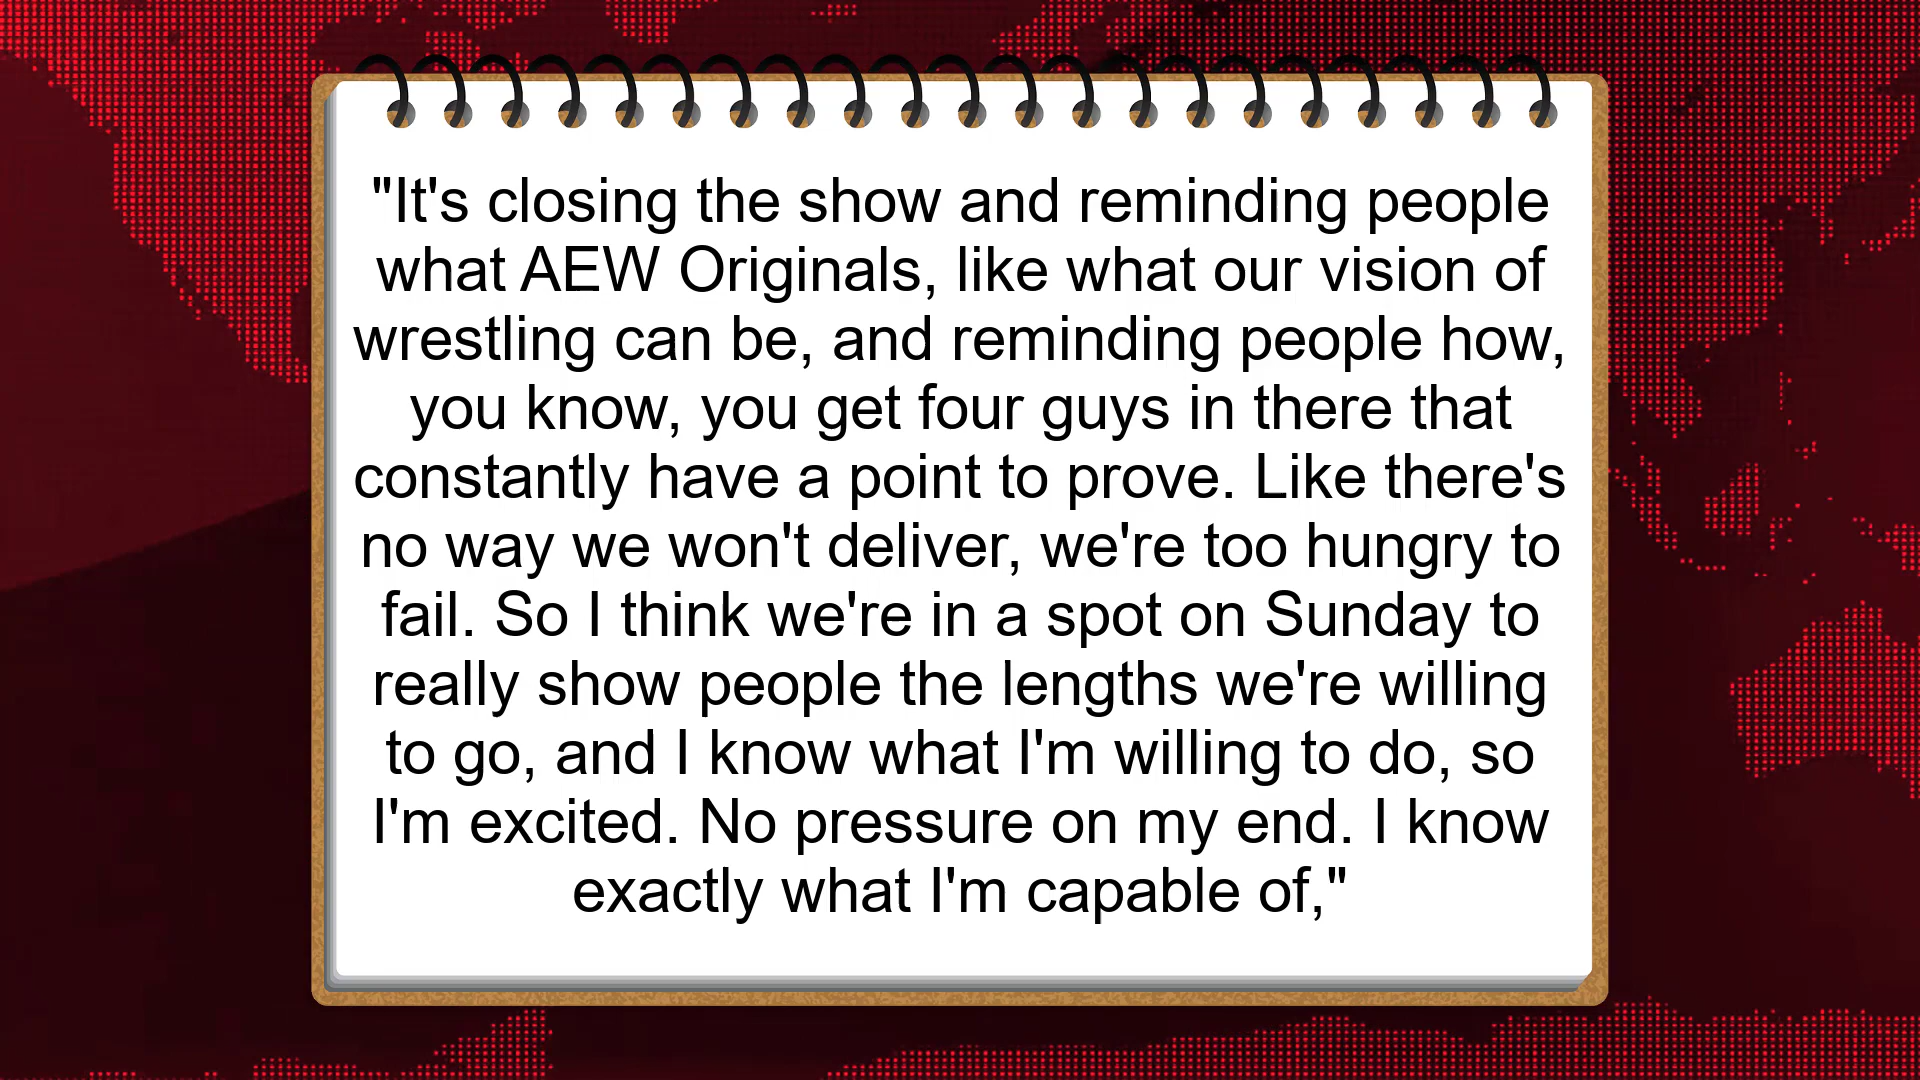 "It's closing the show and reminding people
what AEW Originals, like what our vision of
wrestling can be, and reminding people how,
you know, you get four guys in there that
constantly have a point to prove. Like there's
no way we won't deliver, we're too hungry to
fail. So I think we're in a spot on Sunday to
really show people the lengths we're willing
to go, and I know what I'm willing to do, so
I'm excited. No pressure on my end. I know
exactly what I'm capable of,"